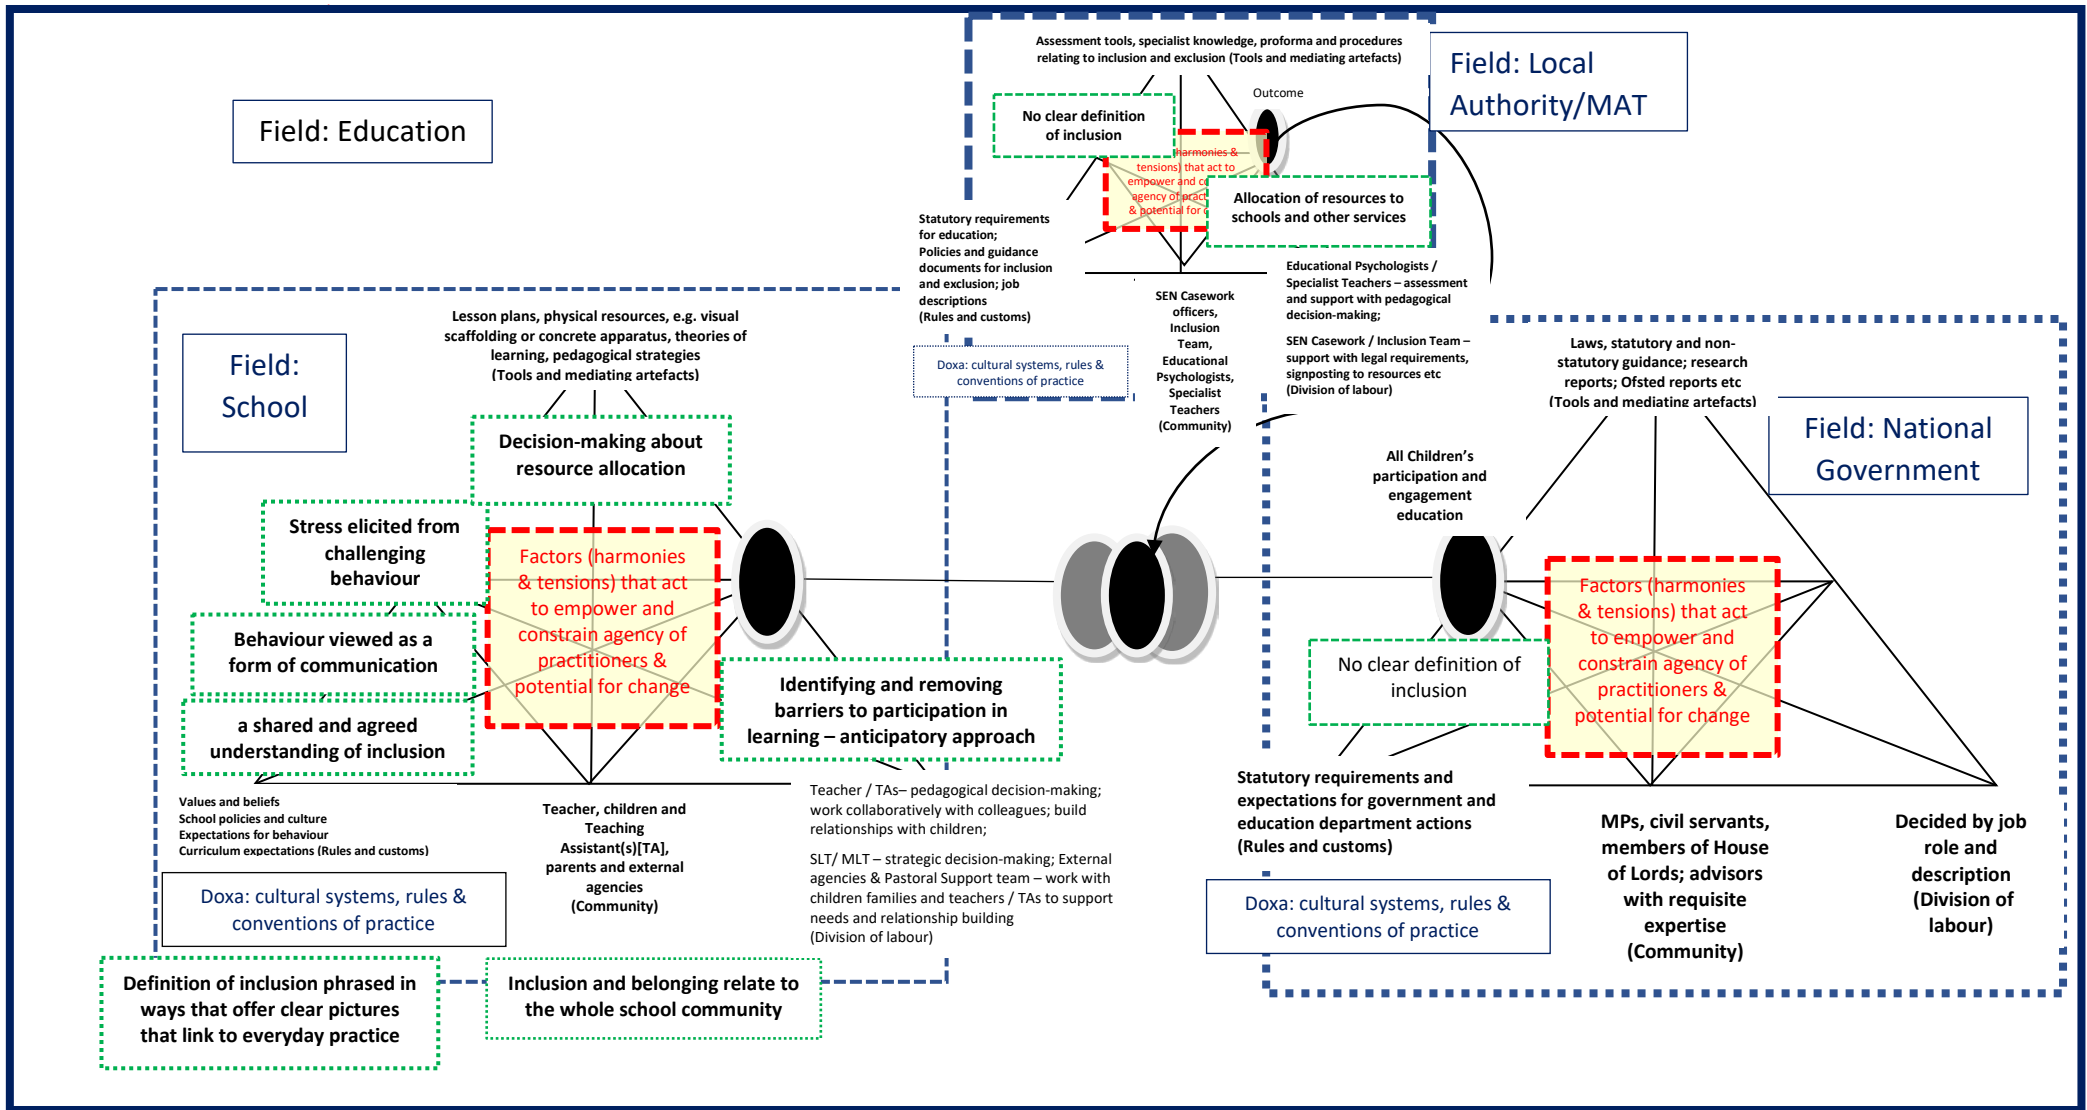 Field: Education
Assessment tools, specialist knowledge, proforma and procedures
relating to inclusion and exclusion (Tools and mediating artefacts)
Field: Local
Authority/MAT
Outcome
No clear definition
of inclusion
harmonies &
tensions) that act to
empower and
agency of
& potential for
Allocation of resources to
schools and other services
Statutory requirements
for education;
Policies and guidance
documents for inclusion
and exclusion; job
descriptions
(Rules and customs)
Doxa: cultural systems, rules &
conventions of practice
SEN Casework
officers,
Inclusion
Team,
Educational
Psychologists,
Specialist
Teachers
(Community)
Educational Psychologists /
Specialist Teachers – assessment
and support with pedagogical
decision-making;
SEN Casework / Inclusion Team –
support with legal requirements,
signposting to resources etc
(Division of labour)
Field:
School
Lesson plans, physical resources, e.g. visual
scaffolding or concrete apparatus, theories of
learning, pedagogical strategies
(Tools and mediating artefacts)
Decision-making about
resource allocation
Stress elicited from
challenging
behaviour
Behaviour viewed as a
form of communication
a shared and agreed
understanding of inclusion
Factors (harmonies
& tensions) that act
to empower and
constrain agency of
practitioners &
potential for change
Identifying and removing
barriers to participation in
learning – anticipatory approach
Values and beliefs
School policies and culture
Expectations for behaviour
Curriculum expectations (Rules and customs)
Teacher, children and
Teaching
Assistant(s)[TA],
parents and external
agencies
(Community)
Teacher / TAs– pedagogical decision-making;
work collaboratively with colleagues; build
relationships with children;
SLT/ MLT – strategic decision-making; External
agencies & Pastoral Support team – work with
children families and teachers / TAs to support
needs and relationship building
(Division of labour)
Doxa: cultural systems, rules &
conventions of practice
Definition of inclusion phrased in
ways that offer clear pictures
that link to everyday practice
Inclusion and belonging relate to
the whole school community
Laws, statutory and non-
statutory guidance; research
reports; Ofsted reports etc
(Tools and mediating artefacts)
Field: National
Government
All Children’s
participation and
engagement
education
No clear definition of
inclusion
Factors (harmonies
& tensions) that act
to empower and
constrain agency of
practitioners &
potential for change
Statutory requirements and
expectations for government and
education department actions
(Rules and customs)
Doxa: cultural systems, rules &
conventions of practice
MPs, civil servants,
members of House
of Lords; advisors
with requisite
expertise
(Community)
Decided by job
role and
description
(Division of
labour)